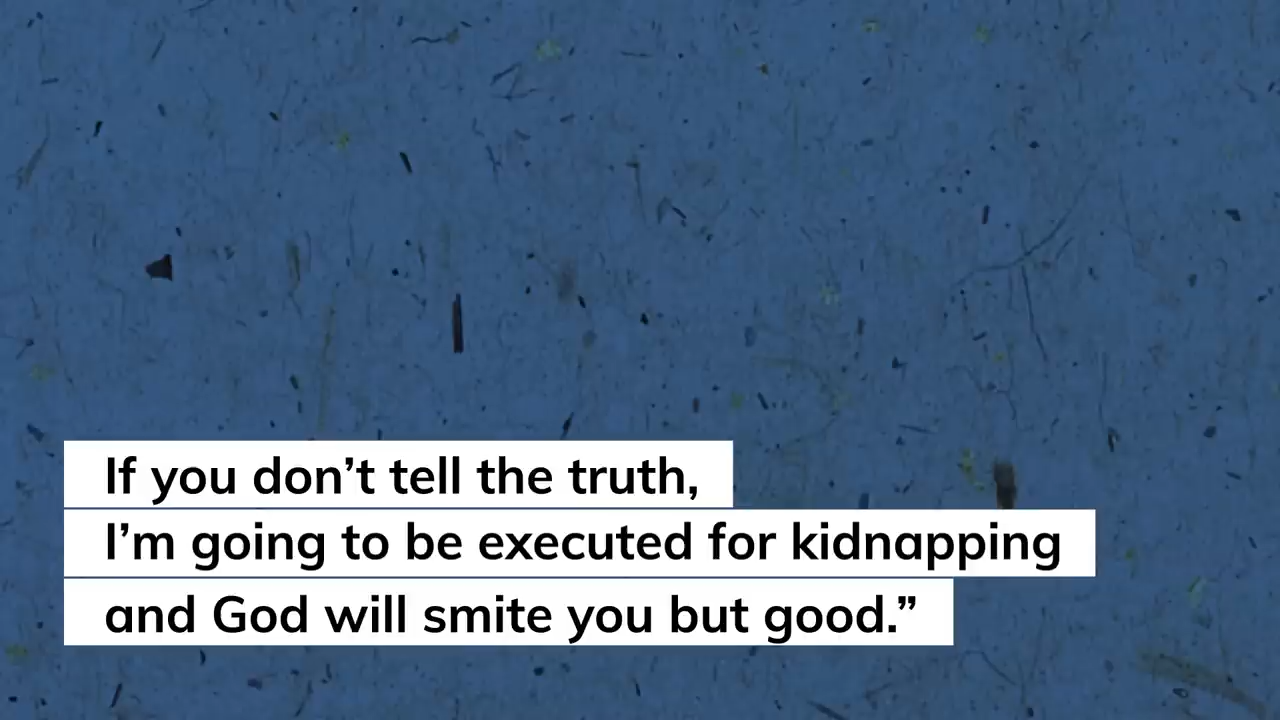 If you don’t tell the truth,
I’m going to be executed for kidnapping
and God will smite you but good.”